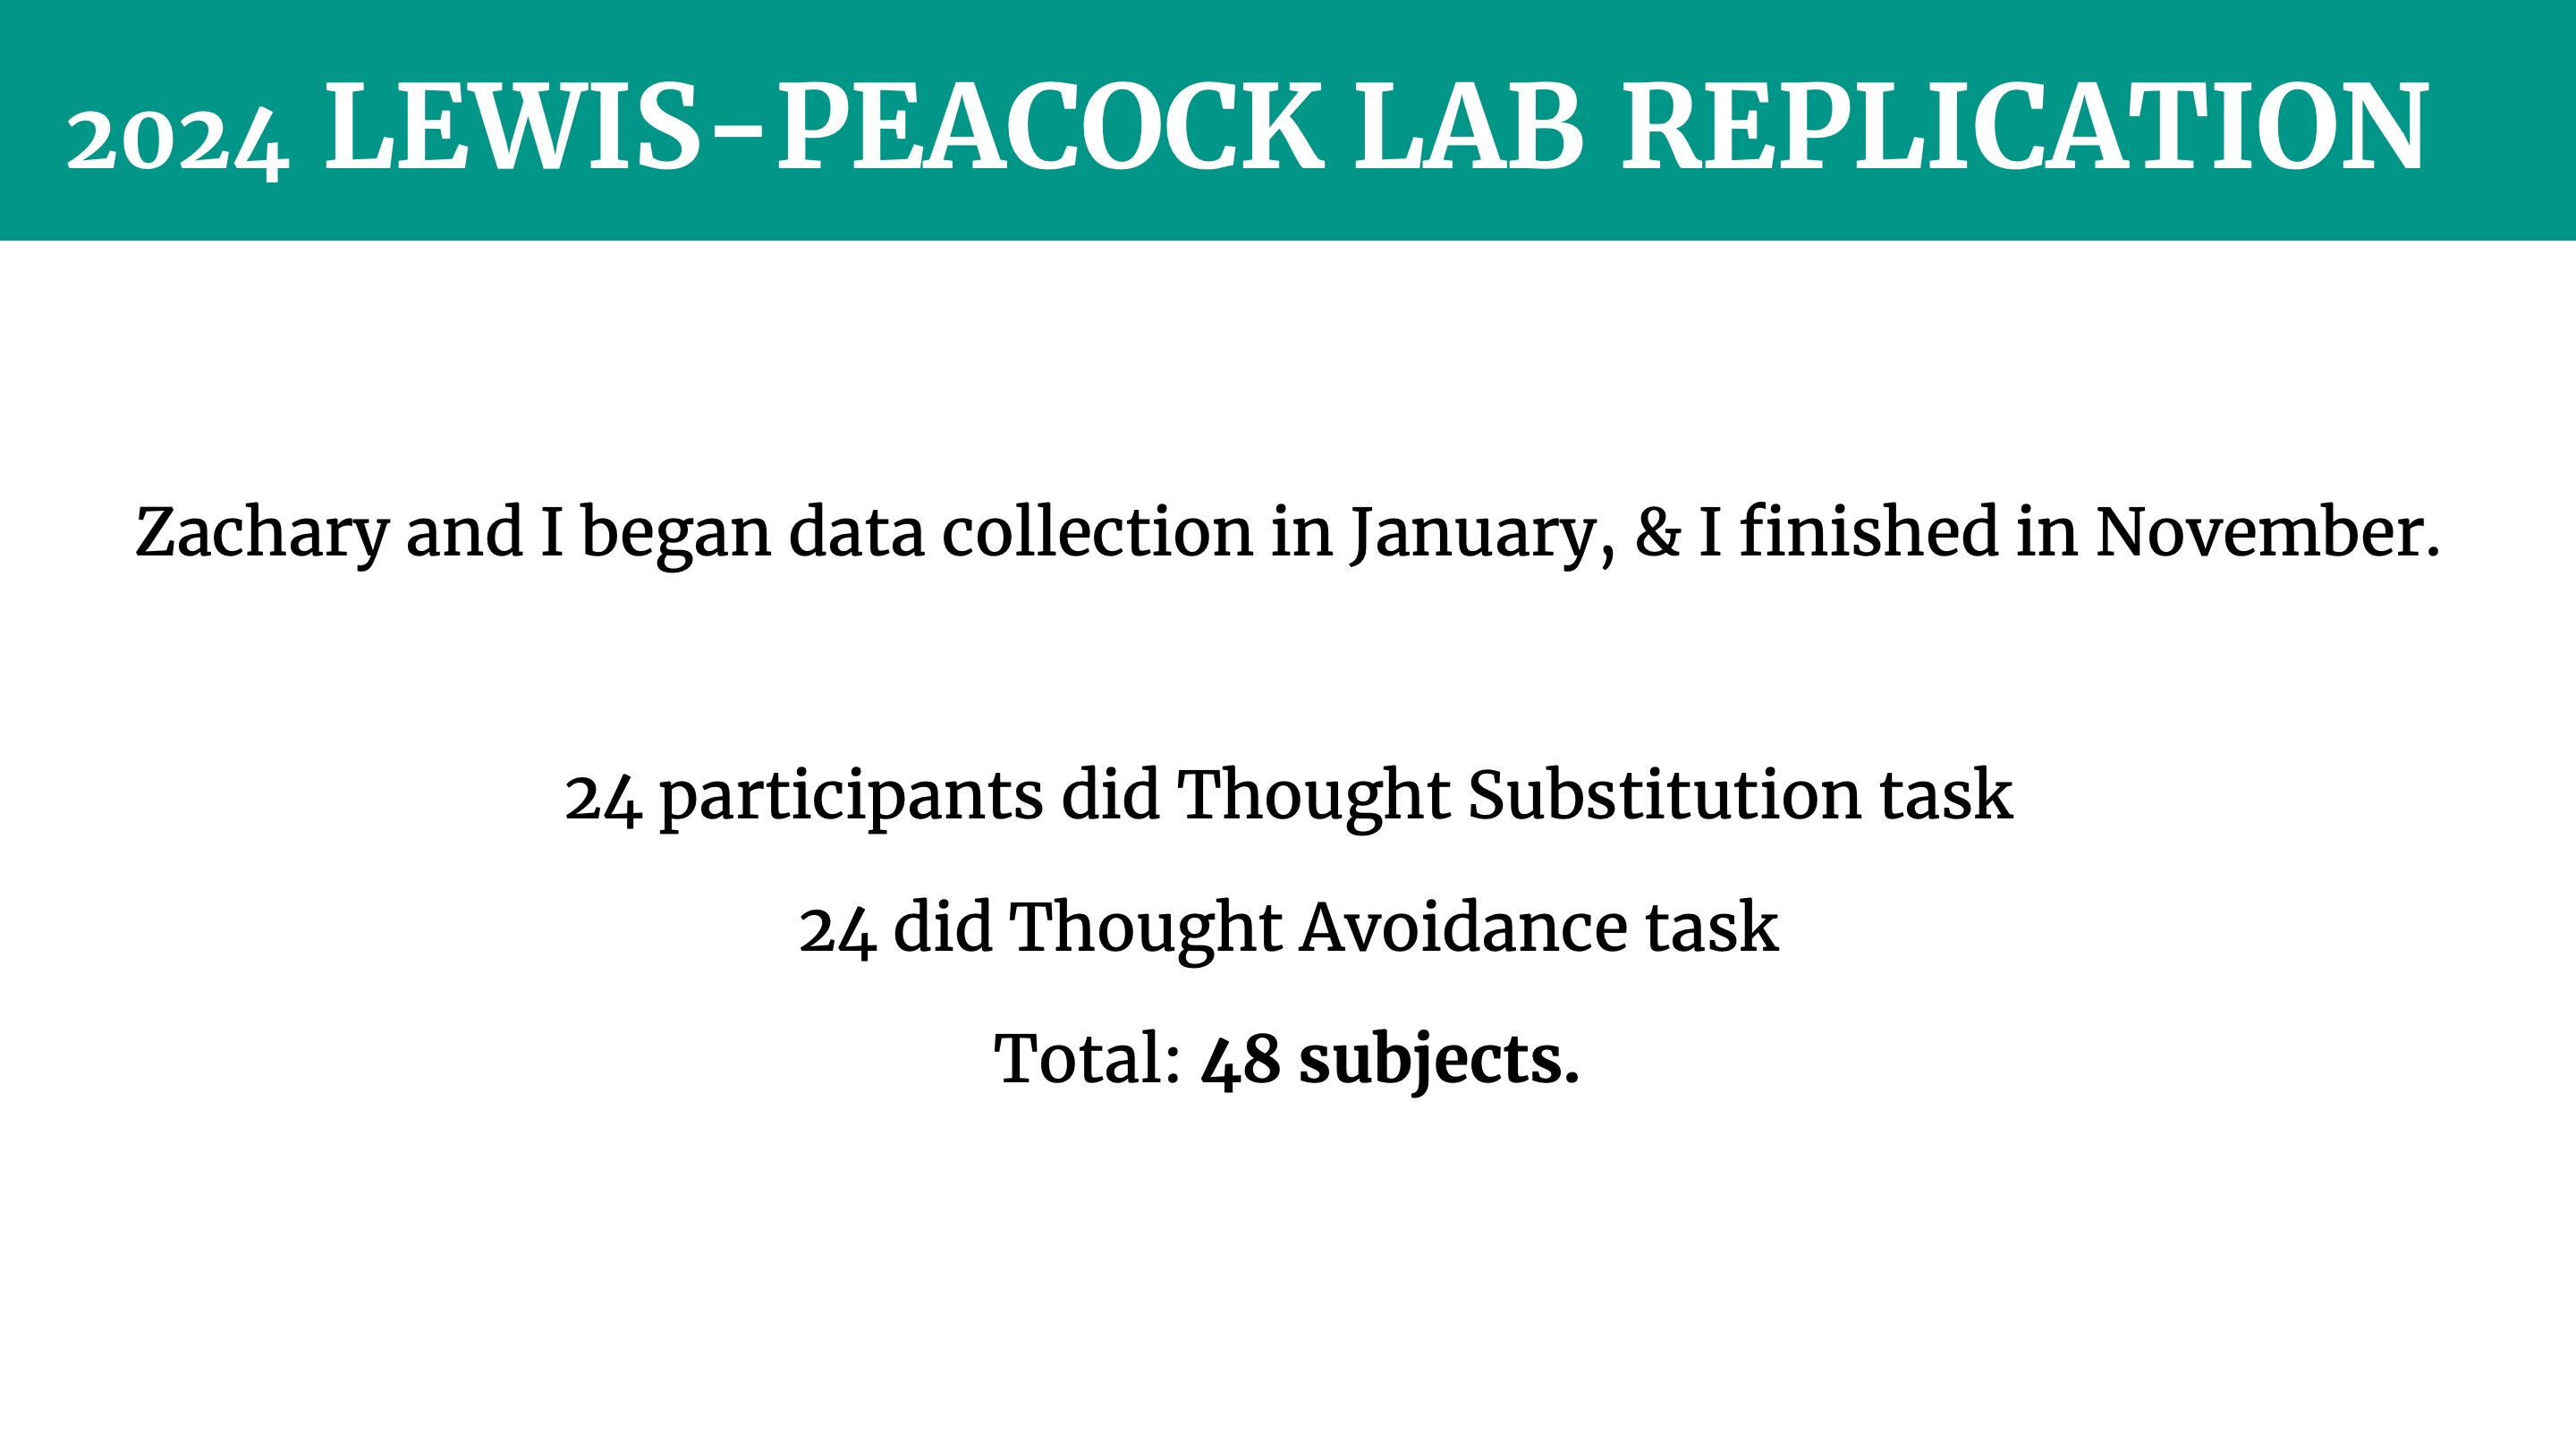 2024 LEWIS-PEACOCK LAB REPLICATION
Zachary and I began data collection in January, & I finished in November.
24 participants did Thought Substitution task
24 did Thought Avoidance task
Total: 48 subjects.